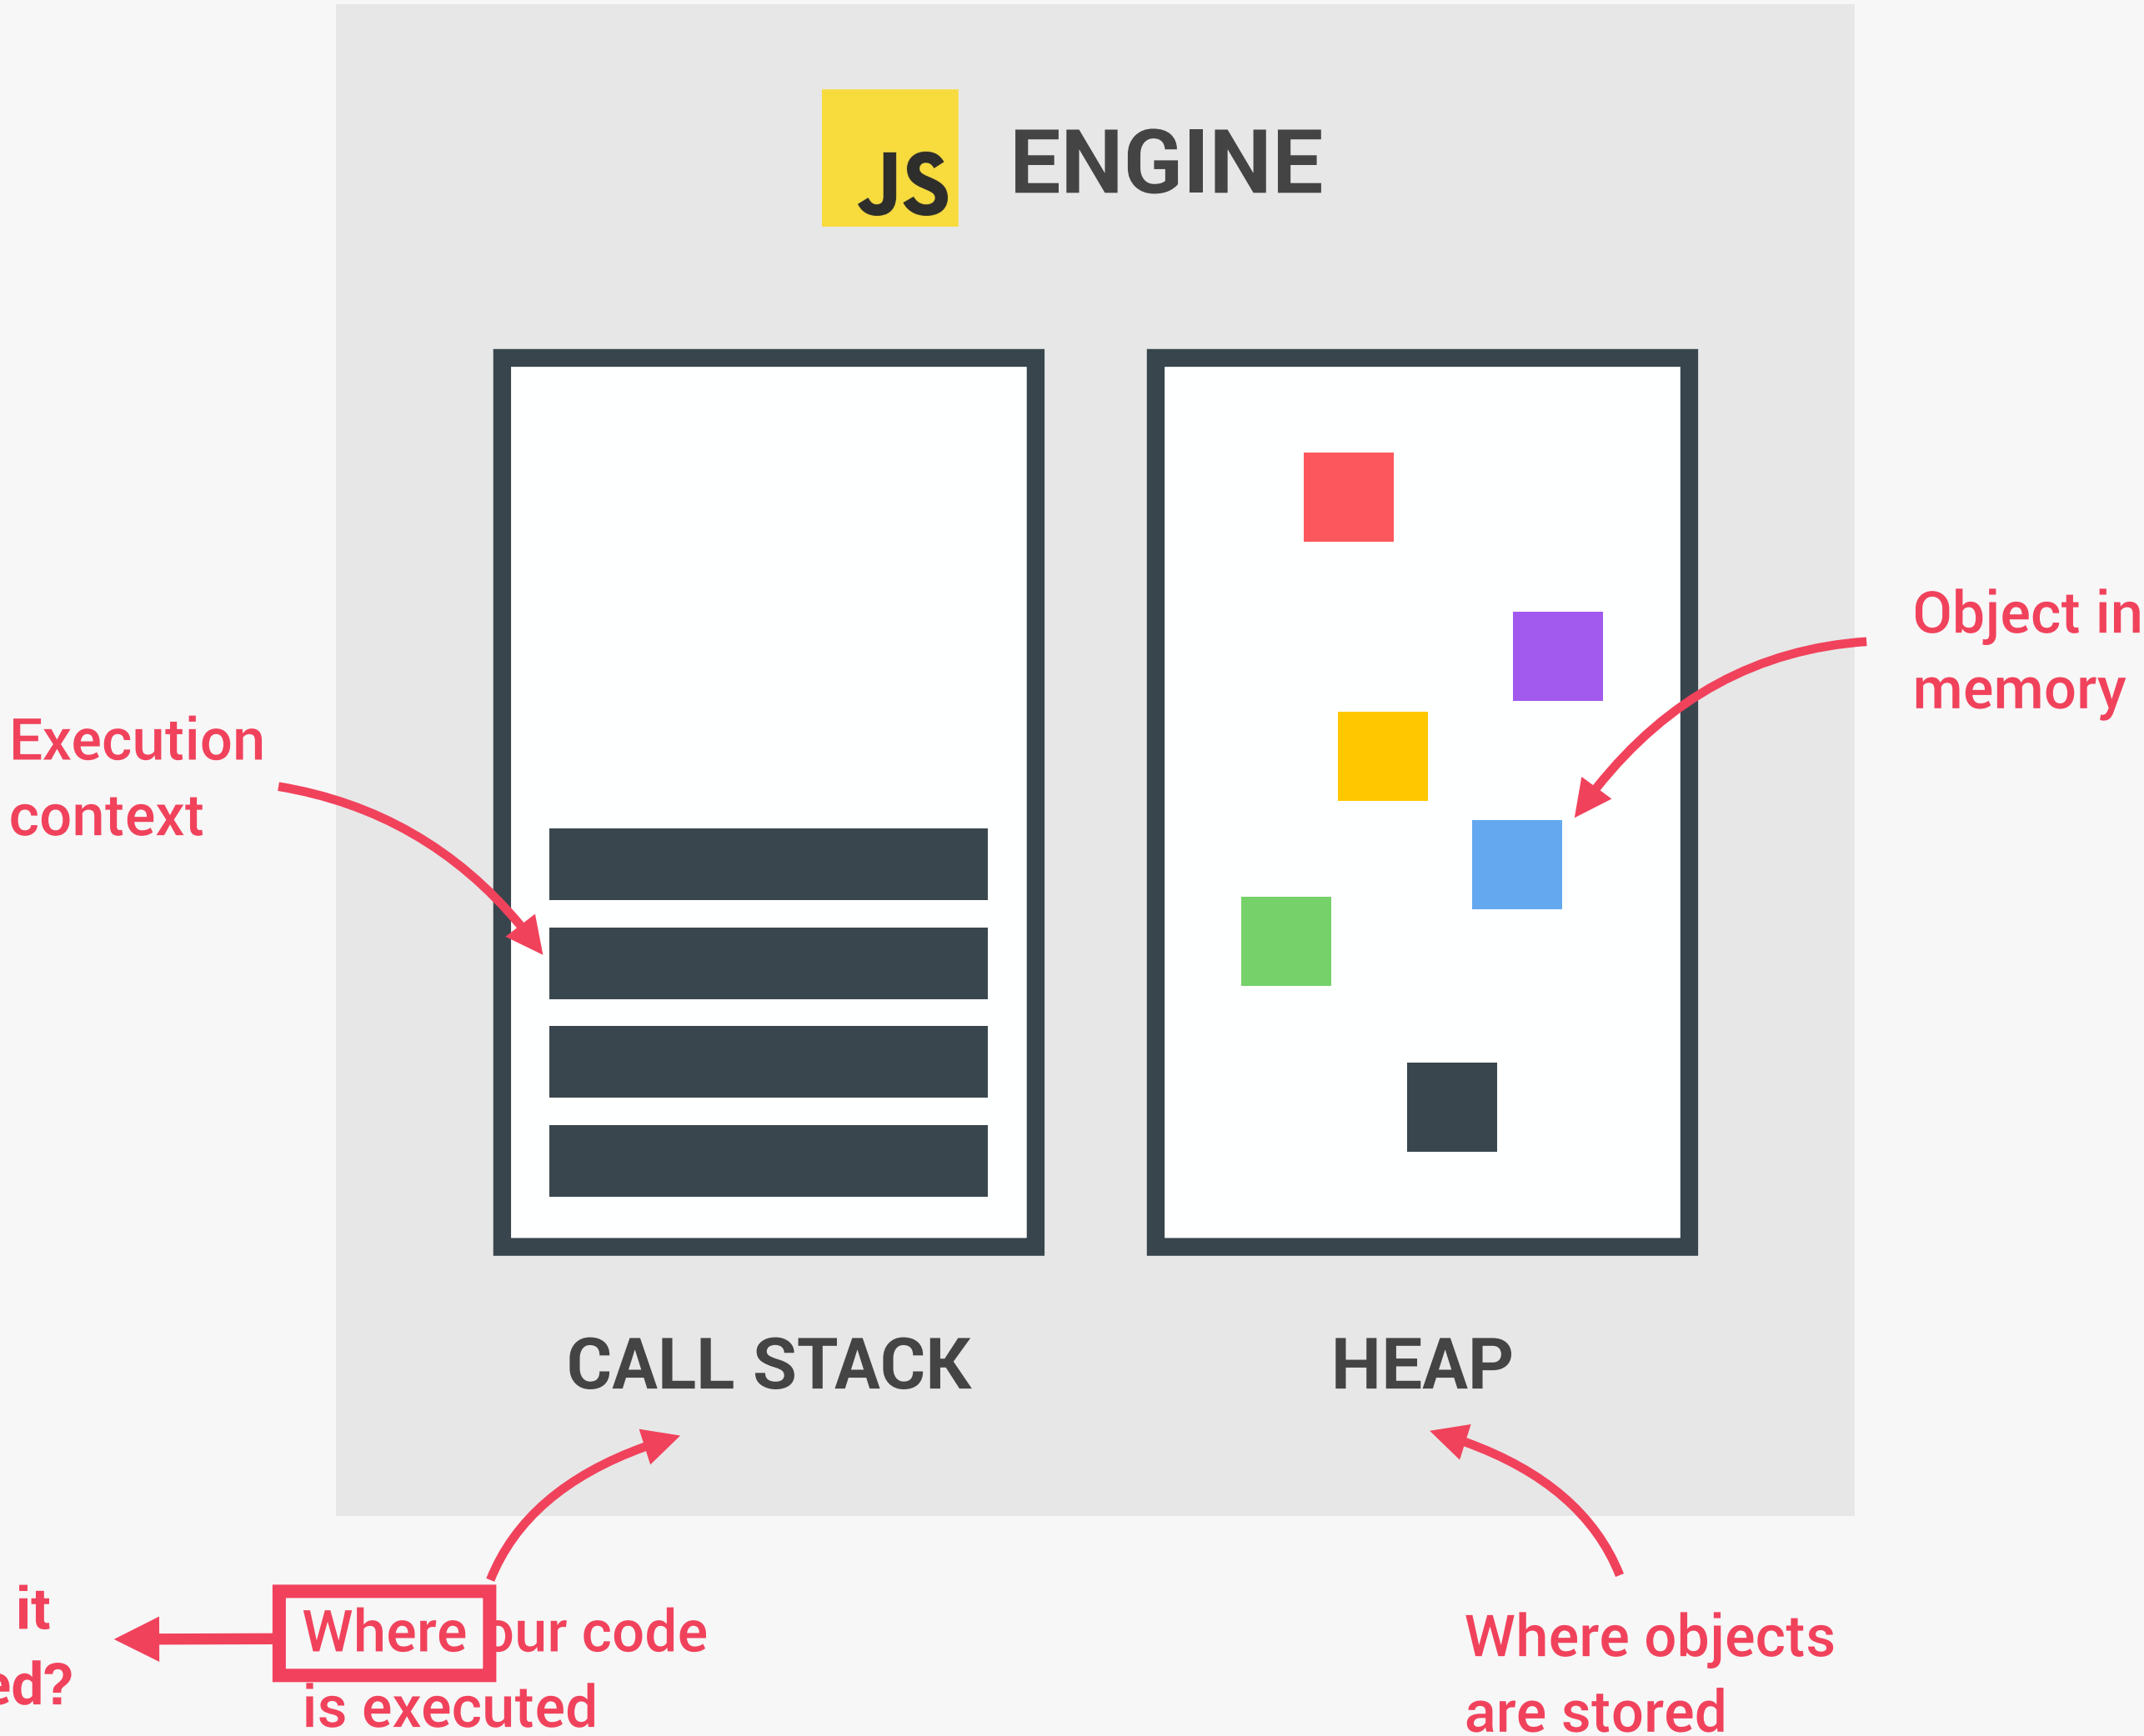 JS ENGINE
Object in
memory
Execution
context
CALL STACK
HEAP
it
ed?
Where our code
is executed
Where objects
are stored